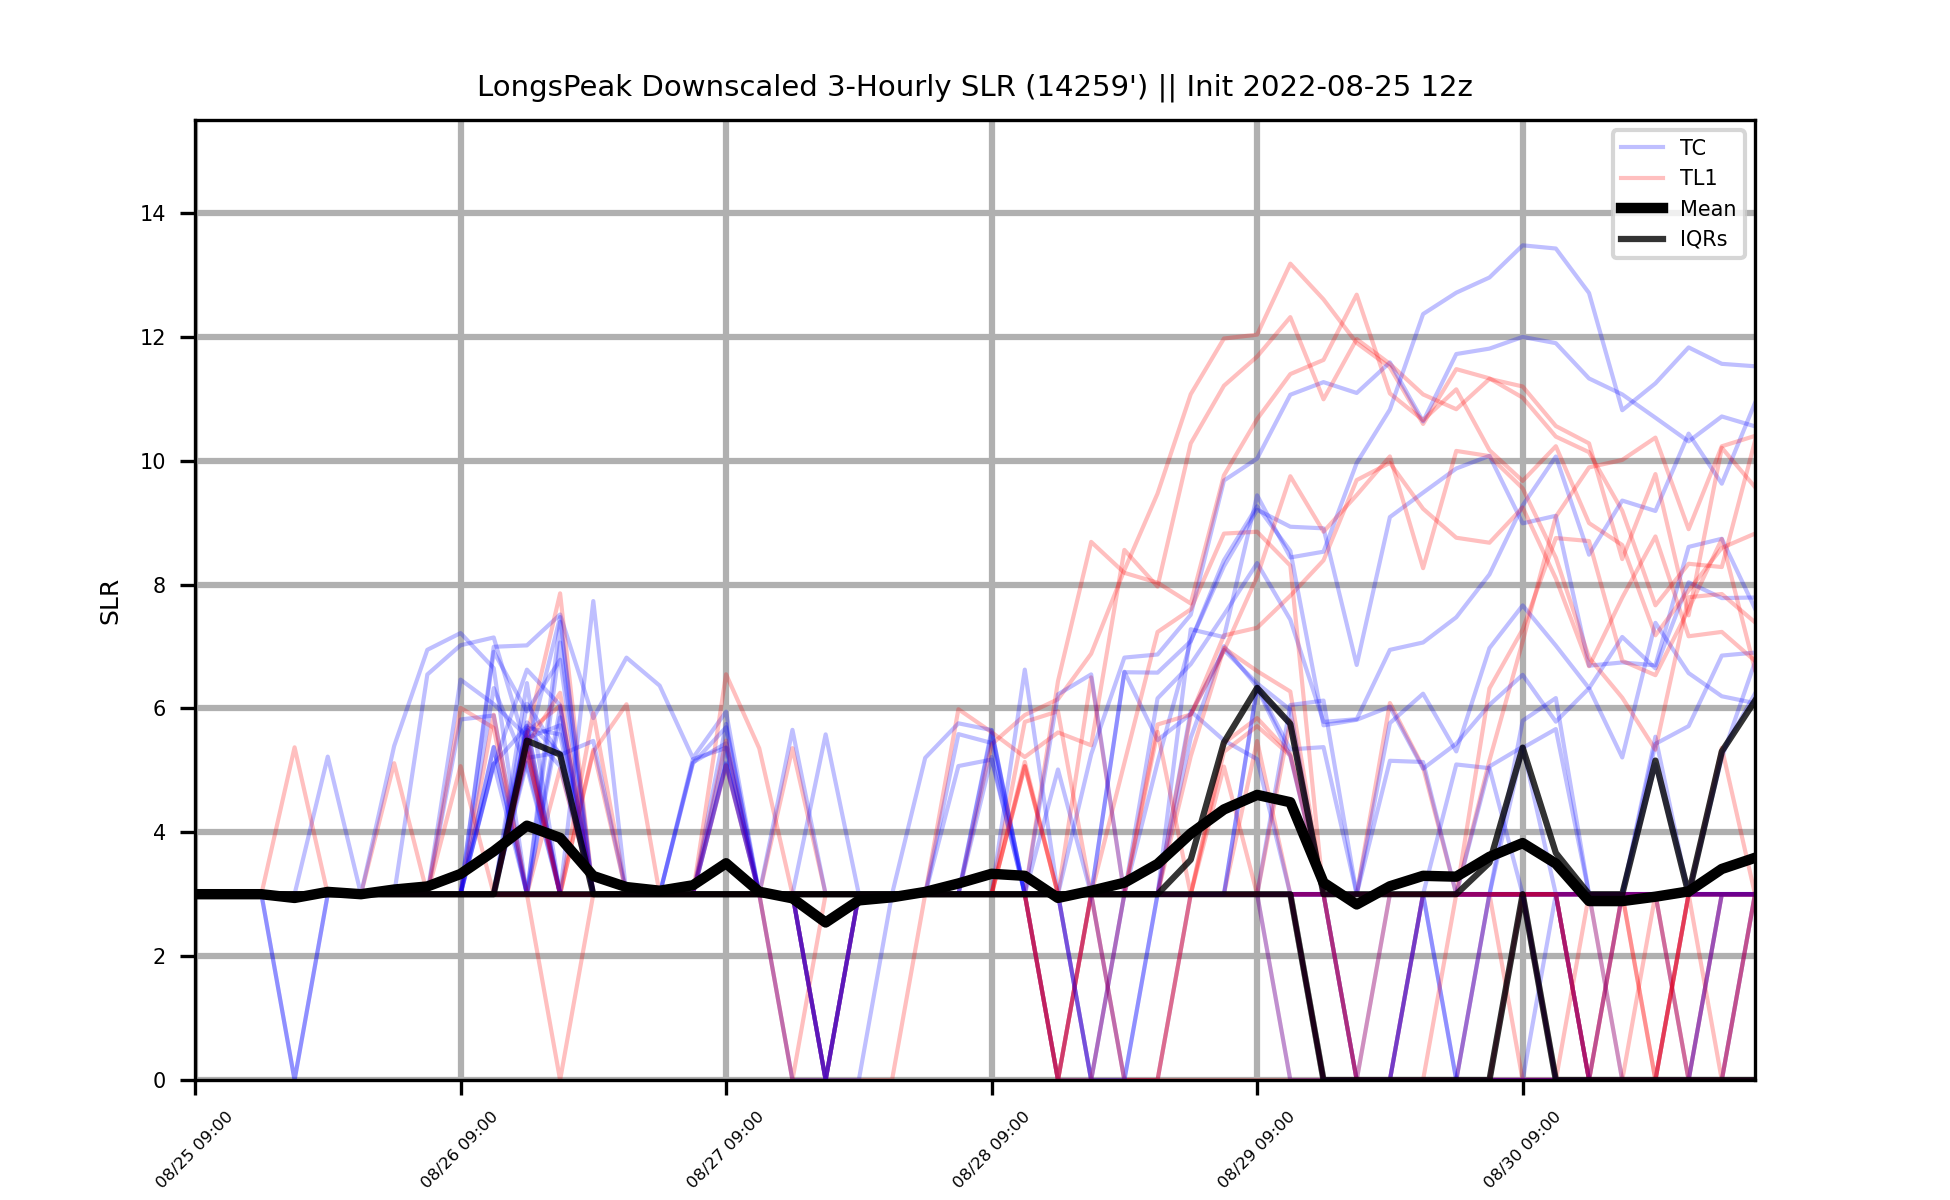 LongsPeak Downscaled 3-Hourly SLR (14259') || Init 2022-08-25 12z
TC
TL1
Mean
IQRs
SLR
14
12
10
8
6
4
2
0
08/25 09:00
08/26 09:00
08/27 09:00
08/28 09:00
08/29 09:00
08/30 09:00